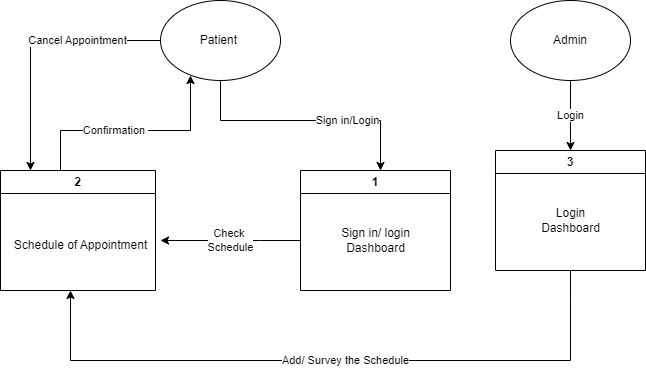 Cancel Appointment
Patient
Admin
Confirmation
Sign in/Login
Login
2
1
3
Schedule of Appointment
Check
Schedule
Sign in/ login
Dashboard
Login
Dashboard
Add/ Survey the Schedule